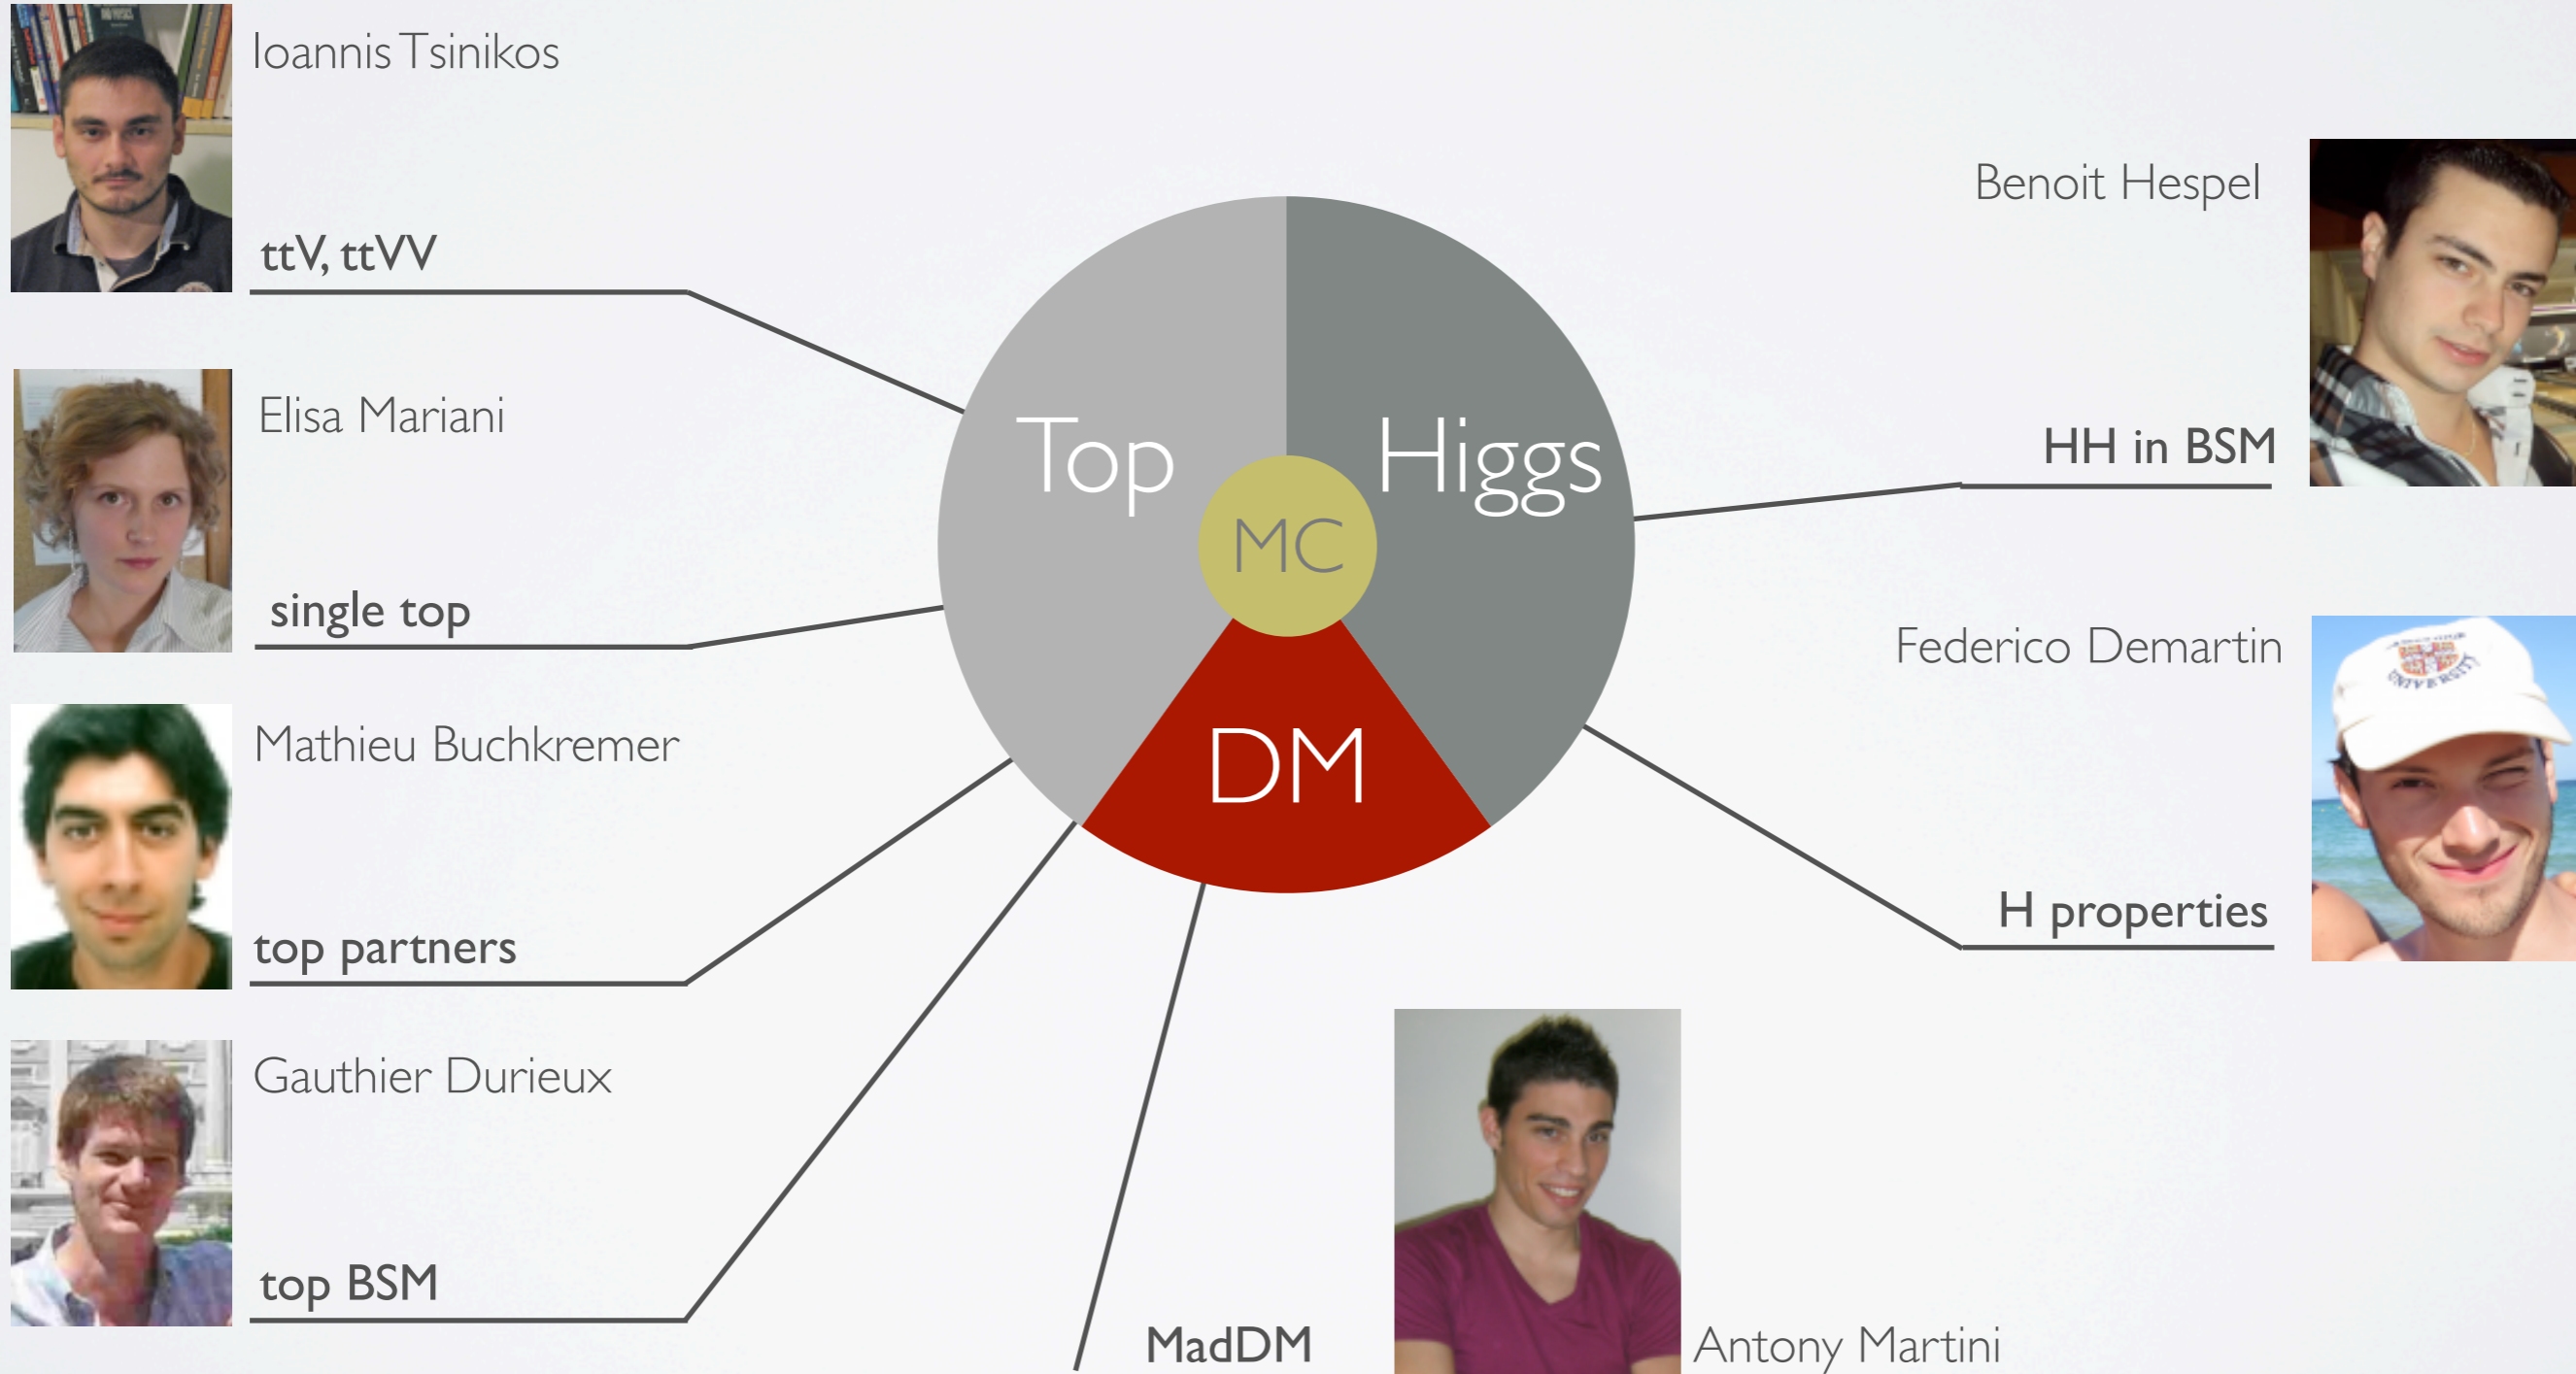 Ioannis Tsinikos
ttV, ttVV
Elisa Mariani
single top
Mathieu Buchkremer
top partners
Gauthier Durieux
top BSM
Top
Higgs
MC
DM
MadDM
Antony Martini
Benoit Hespel
HH in BSM
Federico Demartin
UNIVERSITY
H properties